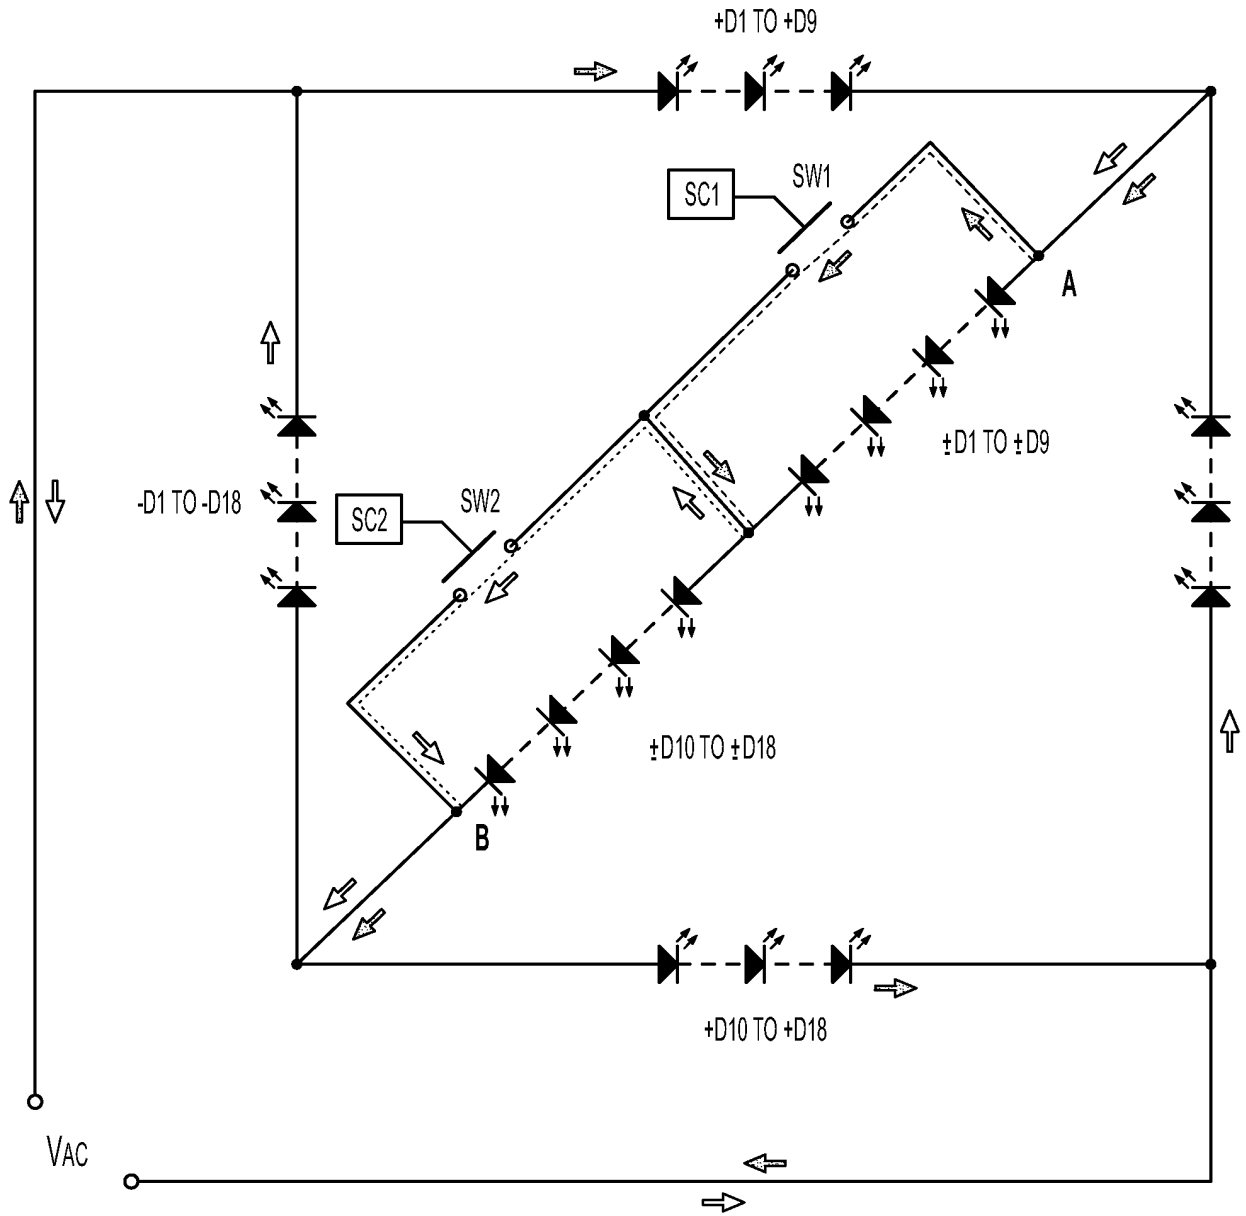 +D1 TO +D9
SW1
SC1
A
±D1 TO ±D9
-D1 TO -D18
SW2
SC2
±D10 TO ±D18
B
+D10 TO +D18
VAC